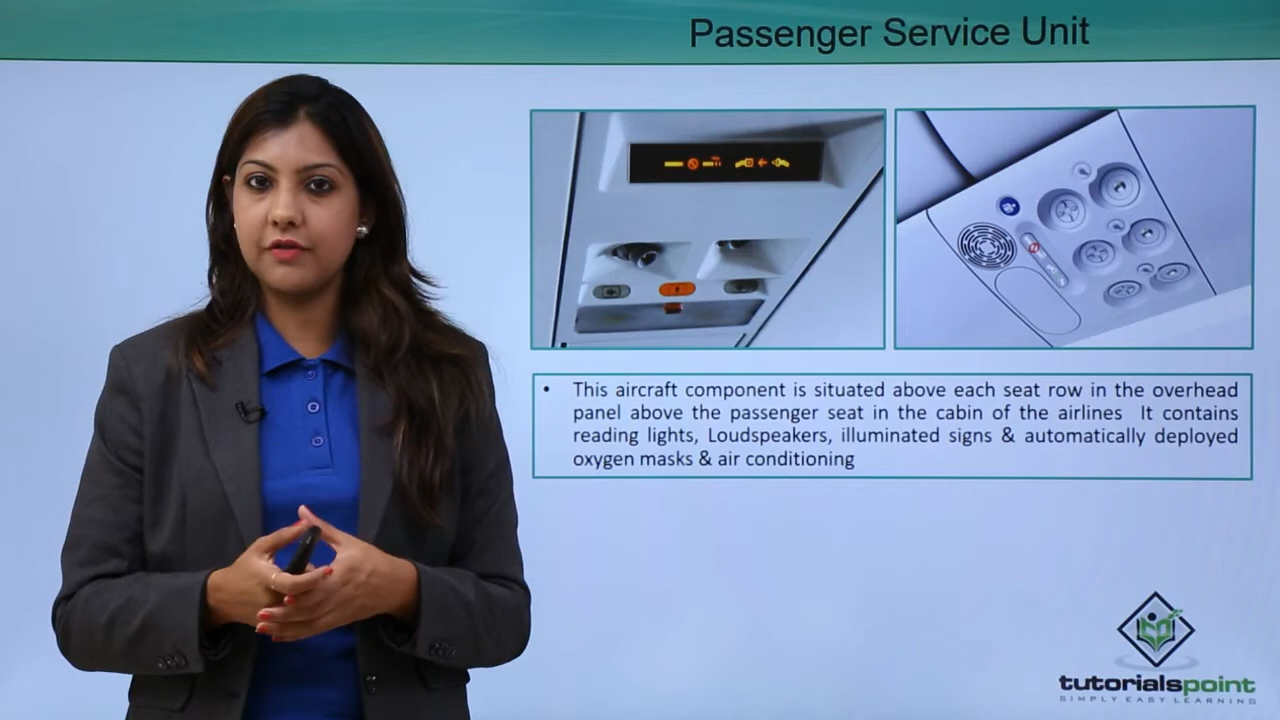 Passenger Service Unit
• This aircraft component is situated above each seat row in the overhead
panel above the passenger seat in the cabin of the airlines It contains
reading lights, Loudspeakers, illuminated signs & automatically deployed
oxygen masks & air conditioning
tutorialspoint
SIMPLY EASY LEARNING